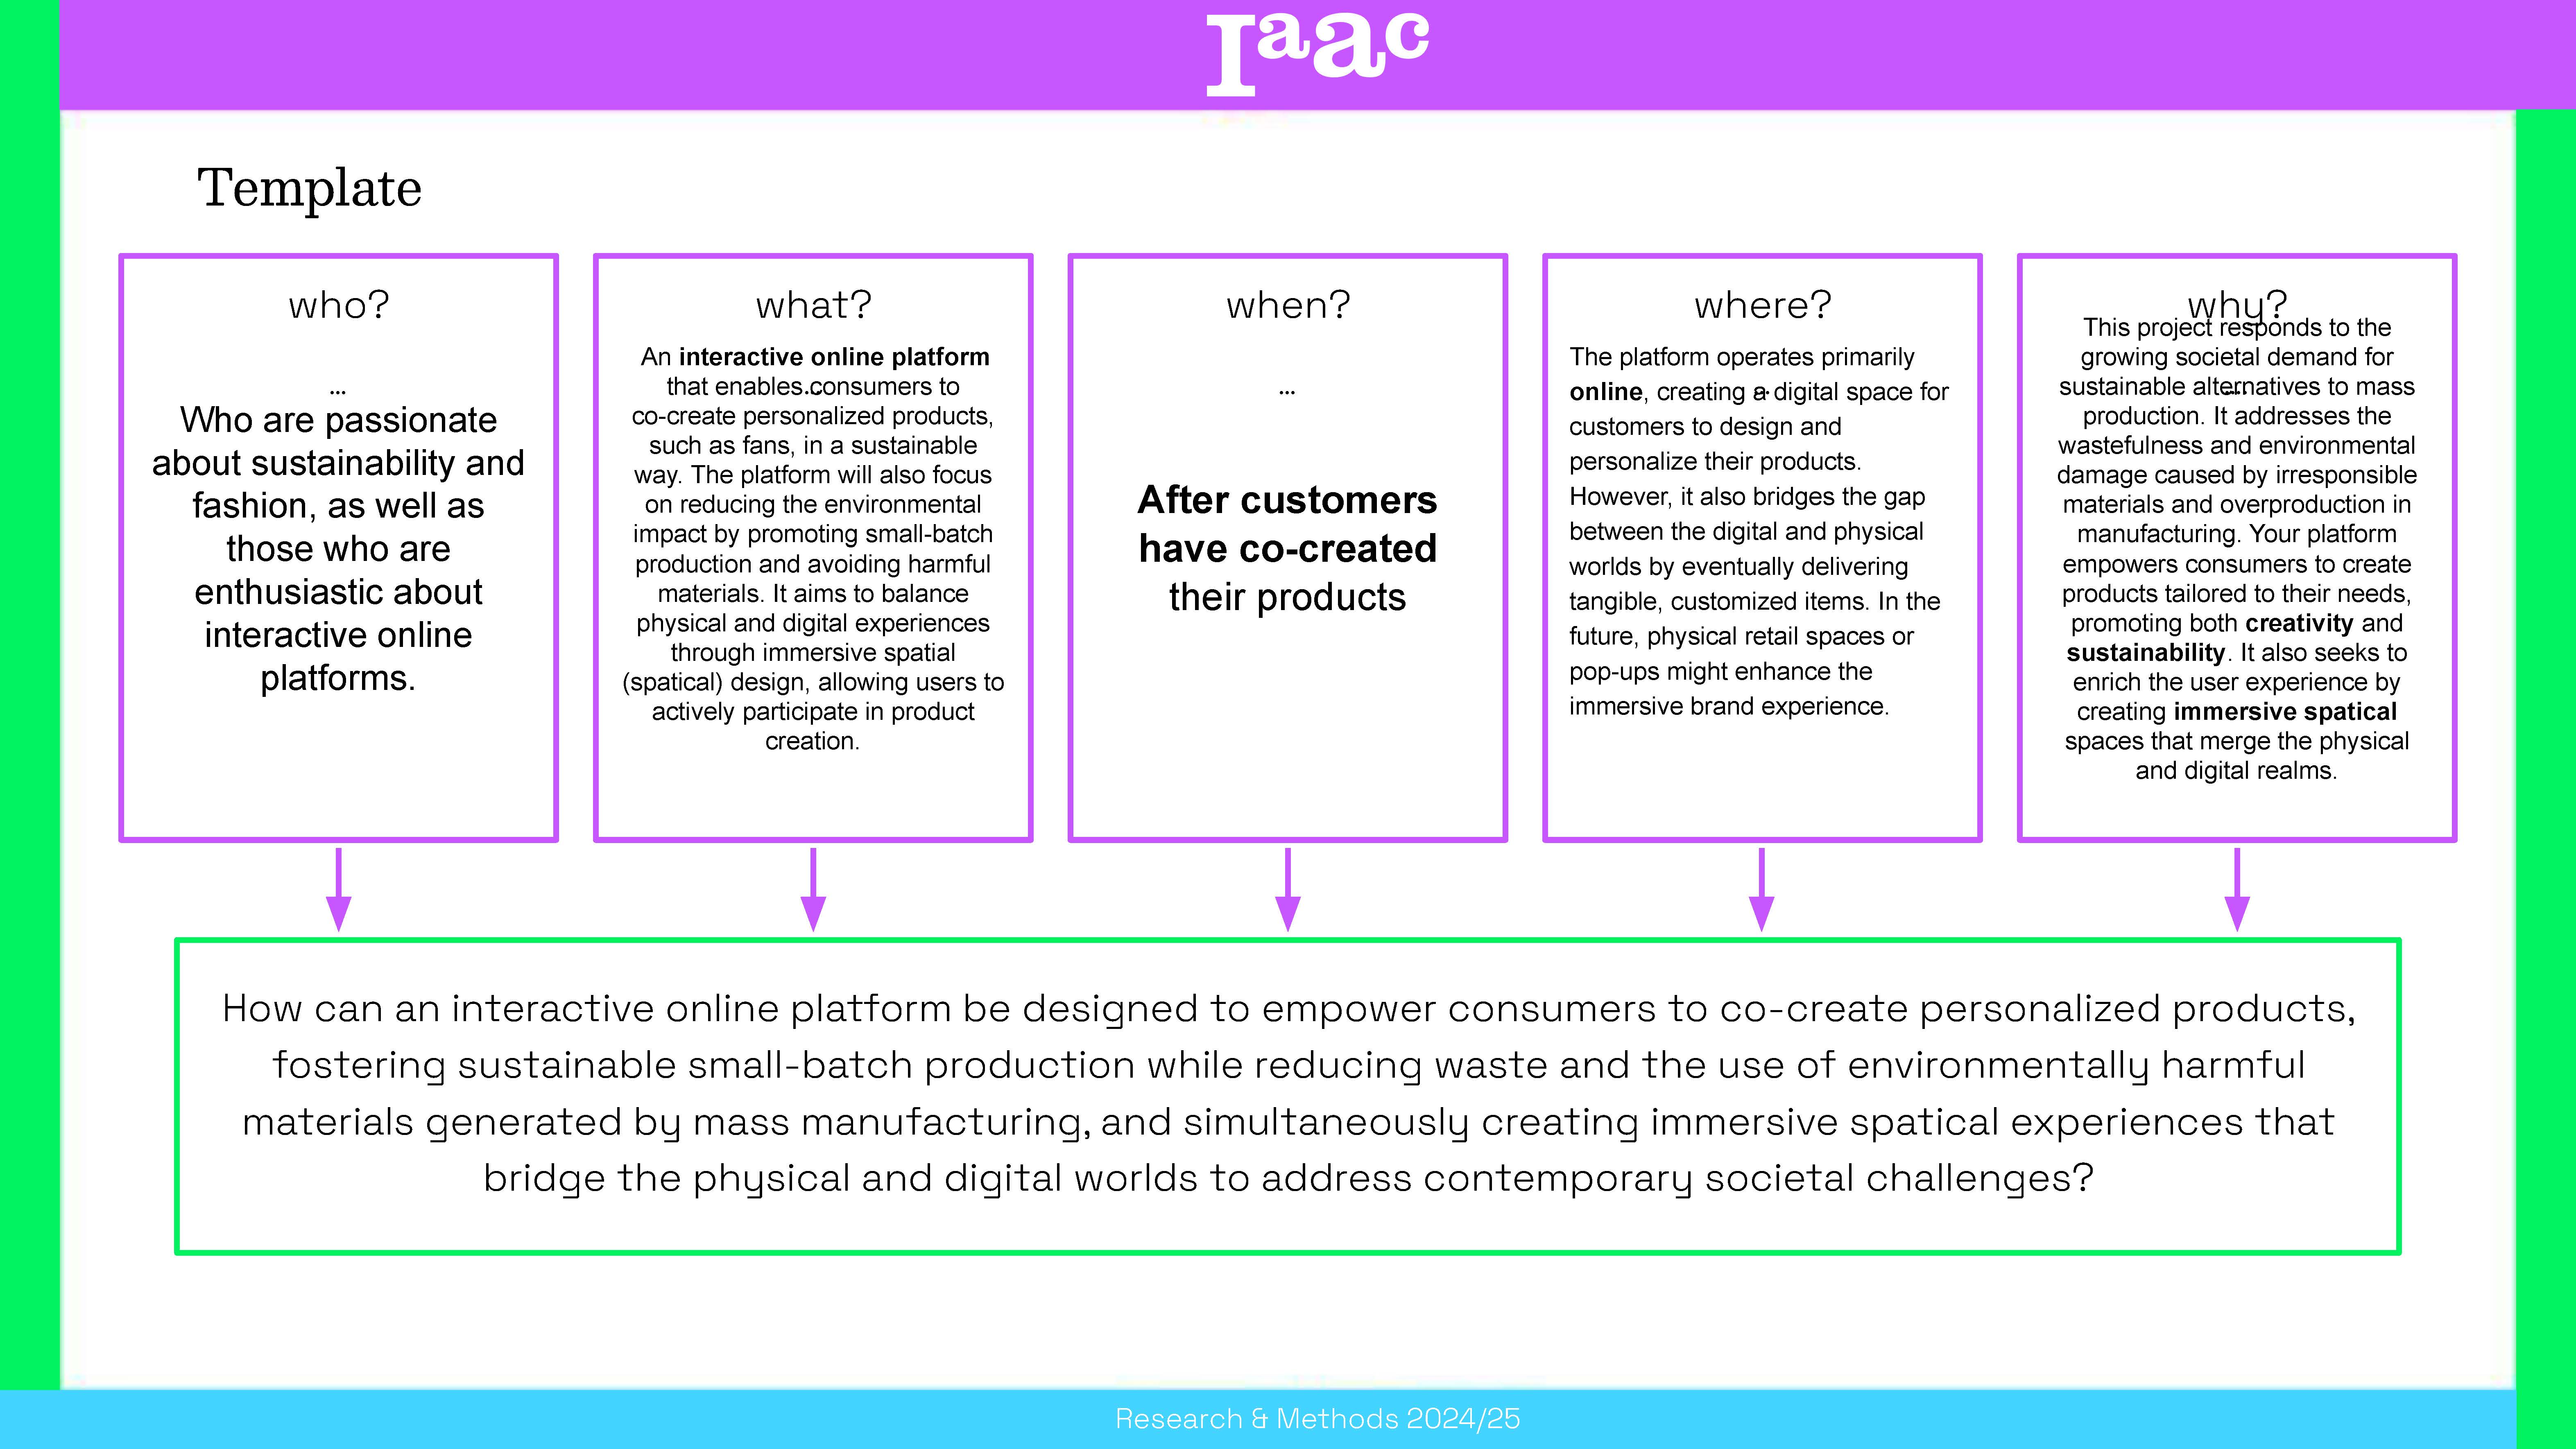 Iaac
Template
who?
...
Who are passionate
about sustainability and
fashion, as well as
those who are
enthusiastic about
interactive online
platforms.
what?
...
An interactive online platform
that enables consumers to
co-create personalized products,
such as fans, in a sustainable
way. The platform will also focus
on reducing the environmental
impact by promoting small-batch
production and avoiding harmful
materials. It aims to balance
physical and digital experiences
through immersive spatial
(spatical) design, allowing users to
actively participate in product
creation.
when?
...
After customers
have co-created
their products
where?
...
The platform operates primarily
online, creating a digital space for
customers to design and
personalize their products.
However, it also bridges the gap
between the digital and physical
worlds by eventually delivering
tangible, customized items. In the
future, physical retail spaces or
pop-ups might enhance the
immersive brand experience.
why?
...
This project responds to the
growing societal demand for
sustainable alternatives to mass
production. It addresses the
wastefulness and environmental
damage caused by irresponsible
materials and overproduction in
manufacturing. Your platform
empowers consumers to create
products tailored to their needs,
promoting both creativity and
sustainability. It also seeks to
enrich the user experience by
creating immersive spatical
spaces that merge the physical
and digital realms.
How can an interactive online platform be designed to empower consumers to co-create personalized products,
fostering sustainable small-batch production while reducing waste and the use of environmentally harmful
materials generated by mass manufacturing, and simultaneously creating immersive spatical experiences that
bridge the physical and digital worlds to address contemporary societal challenges?
Research & Methods 2024/25